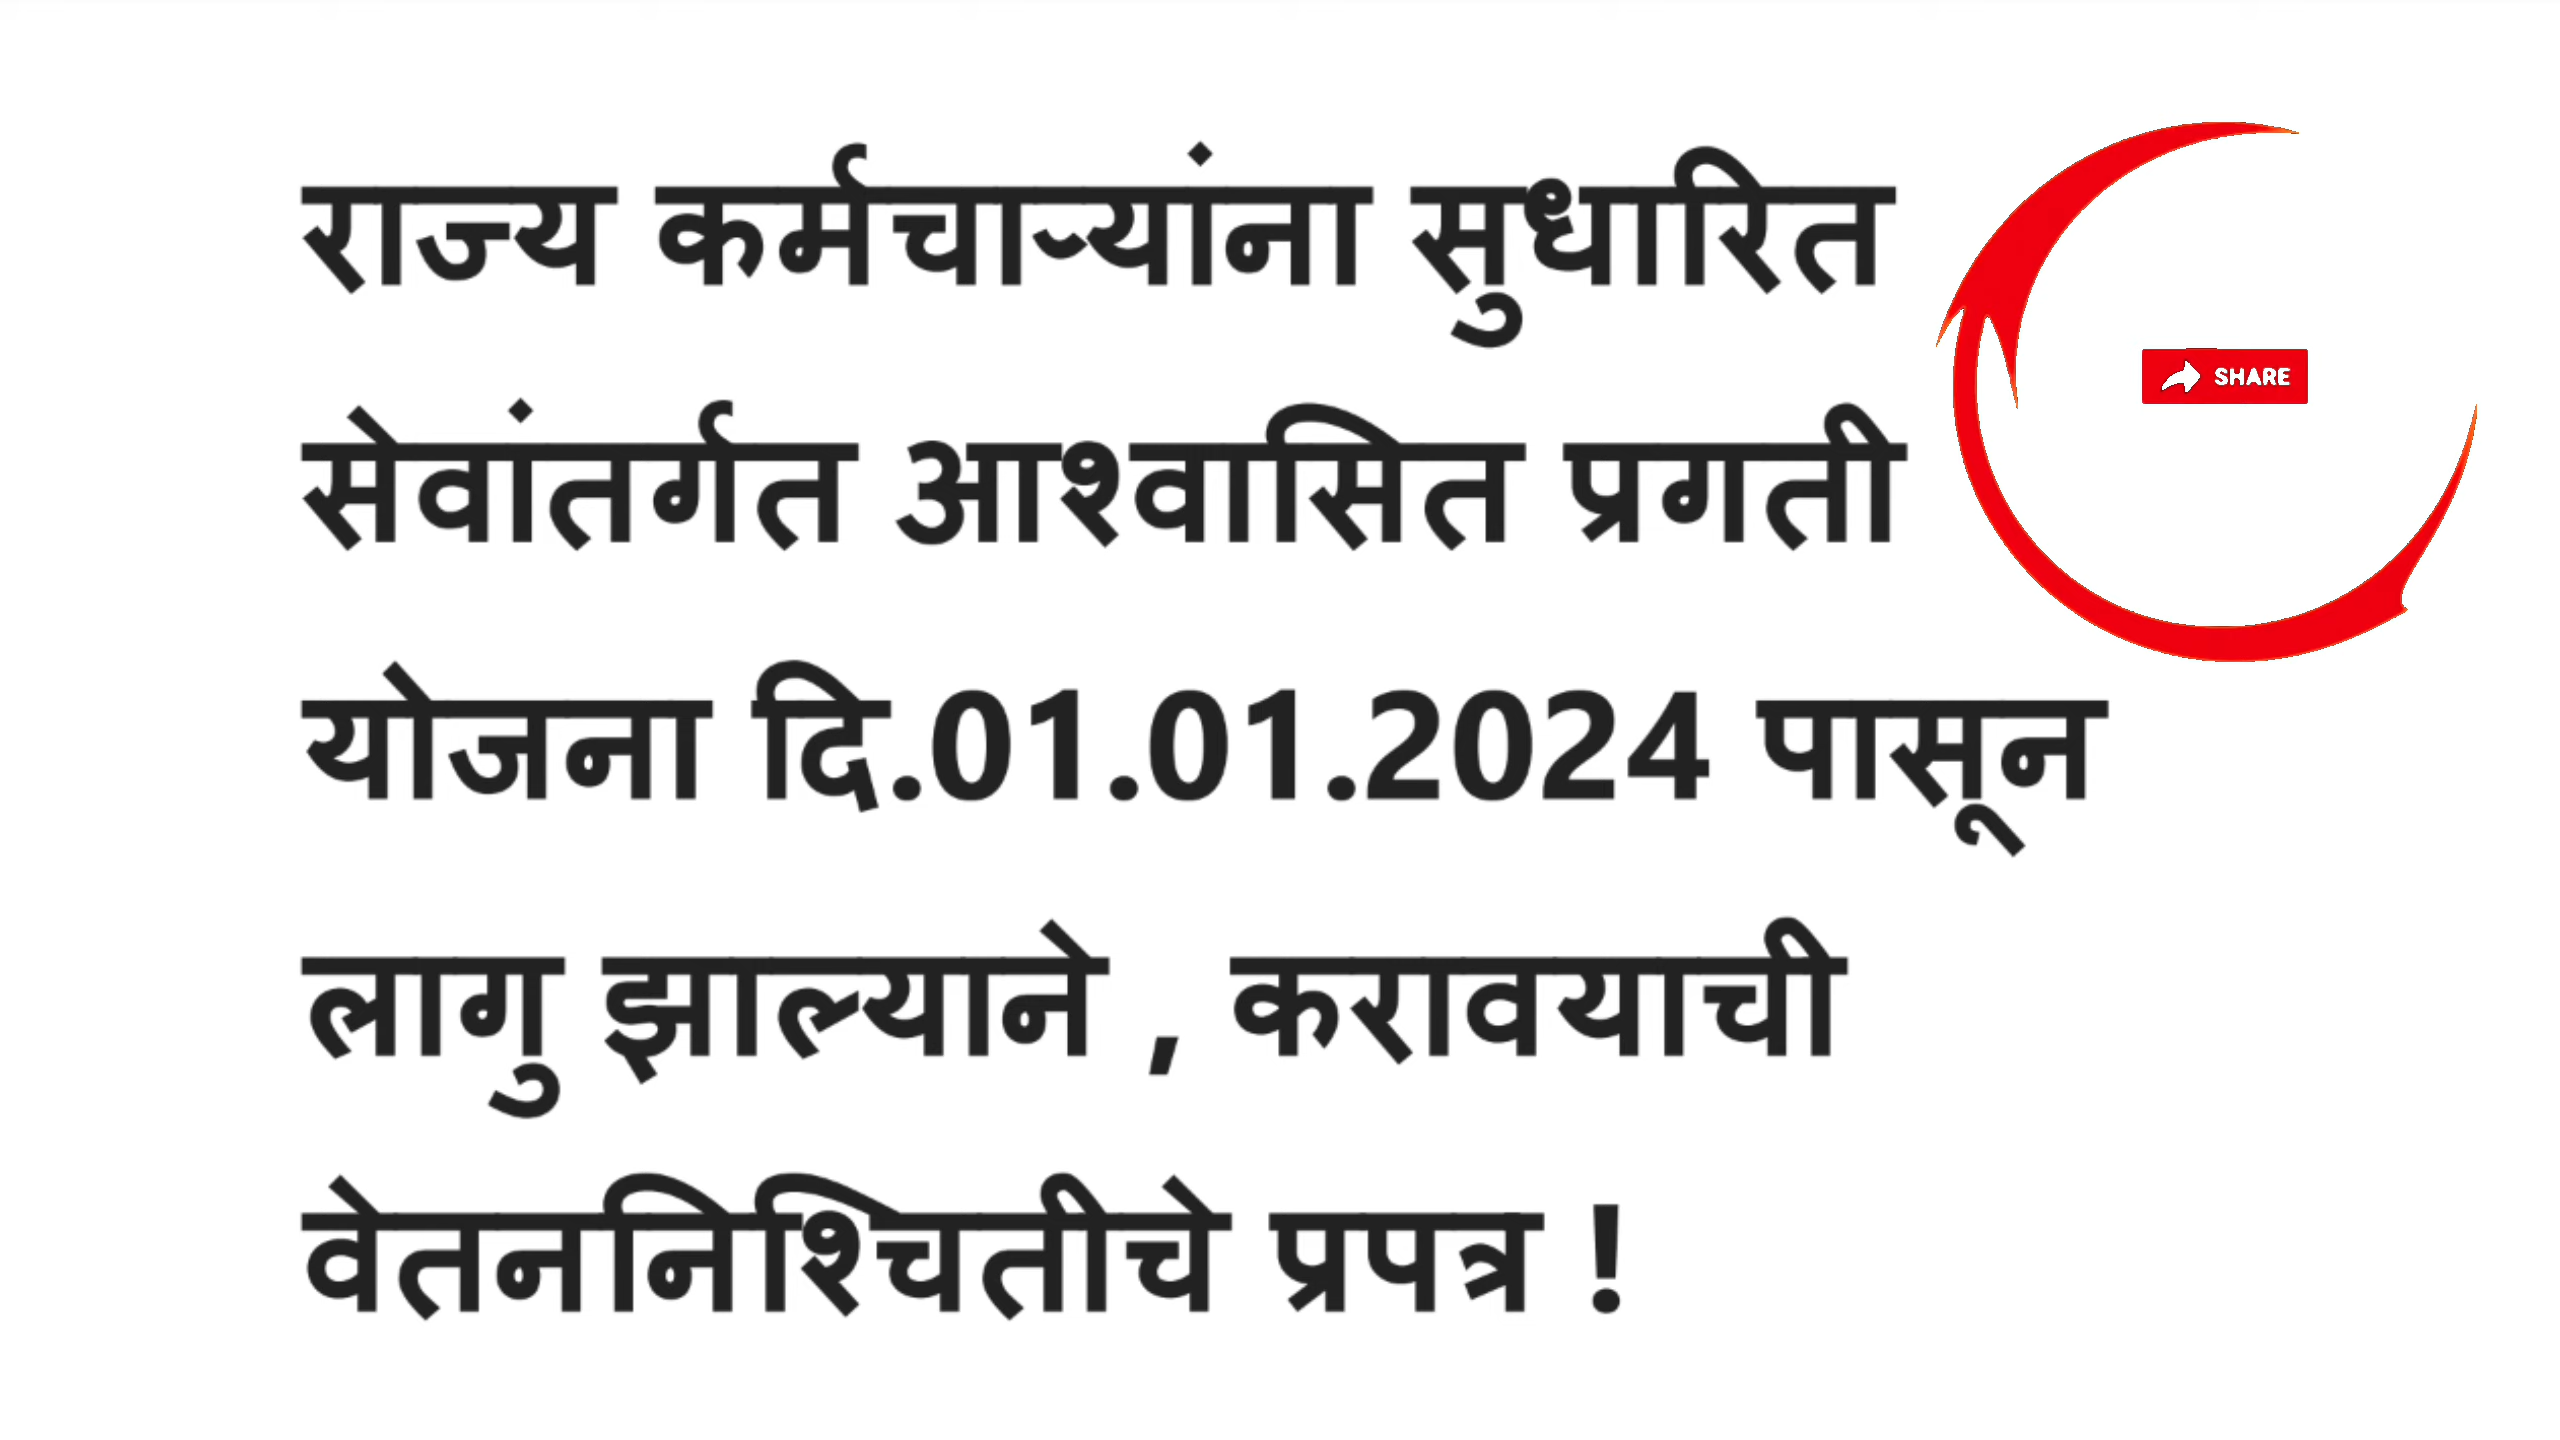 राज्य कर्मचाऱ्यांना सुधारित
सेवांतर्गत आश्वासित प्रगती
योजना दि.01.01.2024 पासून
लागु झाल्याने , करावयाची
वेतननिश्चितीचे प्रपत्र !
SHARE